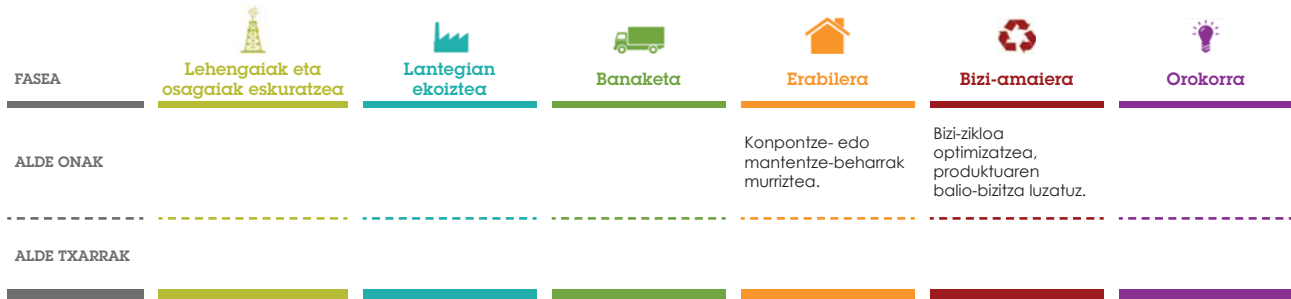 FASEA
Lehengaiak eta
osagaiak eskuratzea
Lantegian
ekoiztea
Banaketa
Erabilera
Bizi-amaiera
Orokorra
ALDE ONAK
Konpontze- edo
mantentze-beharrak
murriztea.
Bizi-zikloa
optimizatzea,
produktuaren
balio-bizitza luzatuz.
ALDE TXARRAK